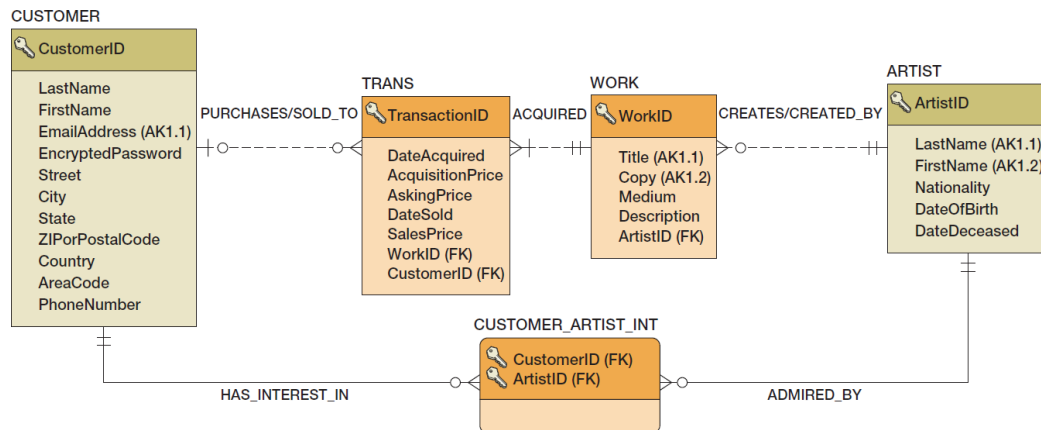 CUSTOMER
CustomerID
LastName
FirstName
EmailAddress (AK1.1)
EncryptedPassword
Street
City
State
ZIPorPostalCode
Country
AreaCode
PhoneNumber
PURCHASES/SOLD_TO
TRANS
TransactionID
DateAcquired
AcquisitionPrice
AskingPrice
DateSold
SalesPrice
WorkID (FK)
CustomerID (FK)
ACQUIRED
WORK
WorkID
Title (AK1.1)
Copy (AK1.2)
Medium
Description
ArtistID (FK)
CREATES/CREATED_BY
ARTIST
ArtistID
LastName (AK1.1)
FirstName (AK1.2)
Nationality
DateOfBirth
DateDeceased
HAS_INTEREST_IN
CUSTOMER_ARTIST_INT
CustomerID (FK)
ArtistID (FK)
ADMIRED_BY